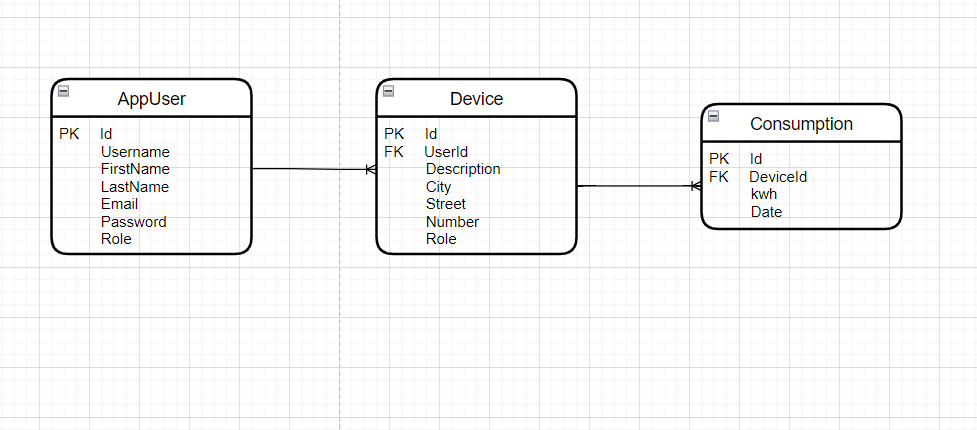 AppUser
PK Id
Username
FirstName
LastName
Email
Password
Role
Device
PK Id
FK UserId
Description
City
Street
Number
Role
Consumption
PK Id
FK DeviceId
kwh
Date